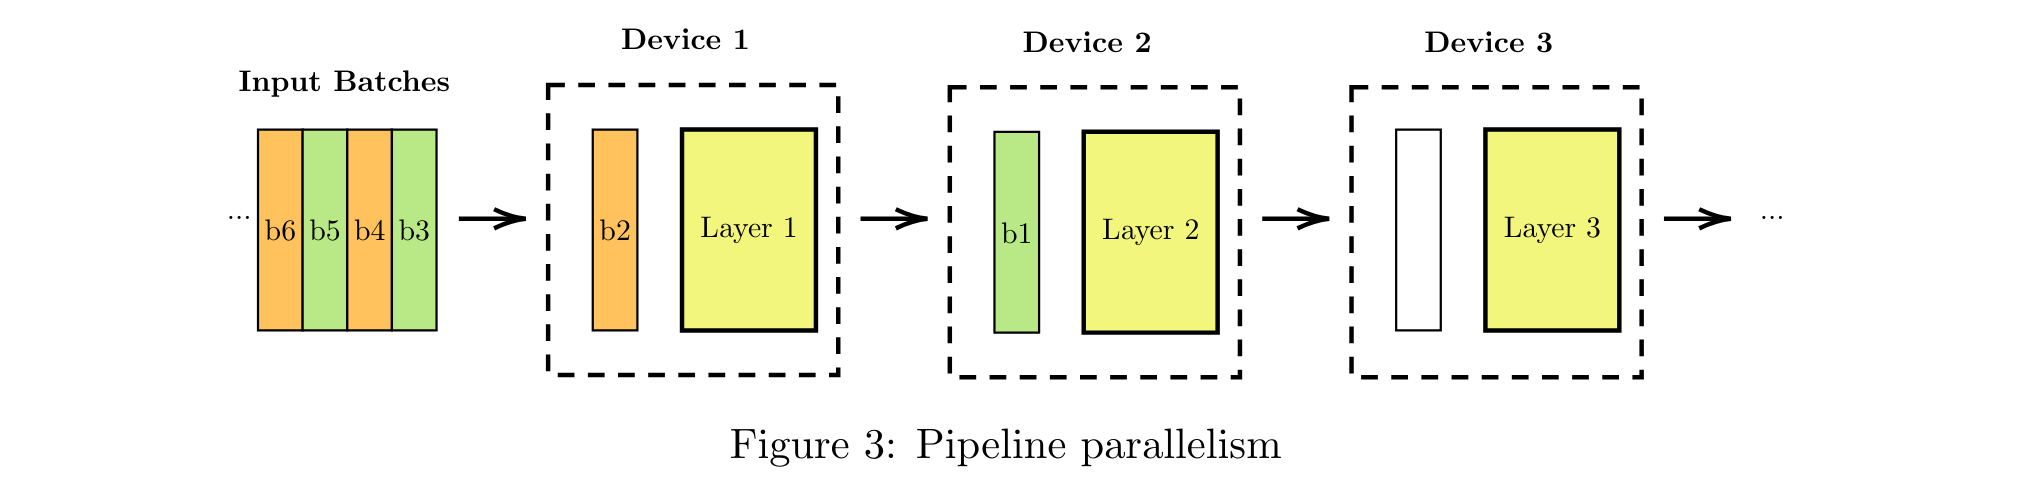 Device 1
Device 2
Device 3
Input Batches
... b6 b5 b4 b3
b2
Layer 1
b1
Layer 2
Layer 3
...
Figure 3: Pipeline parallelism